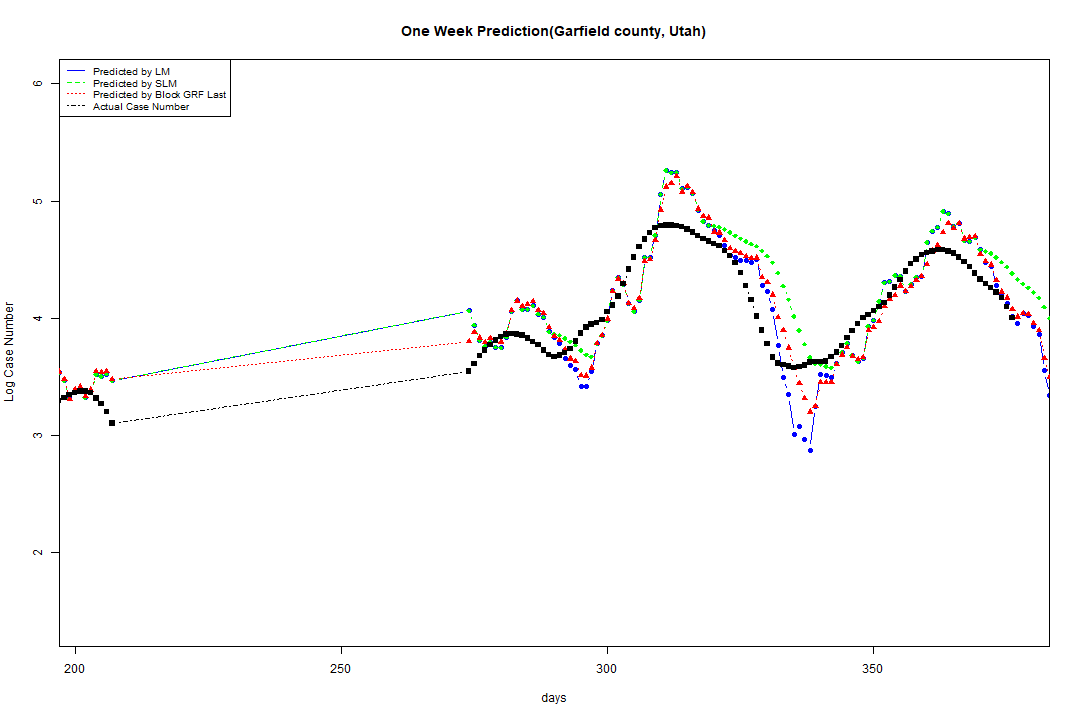 One Week Prediction(Garfield county, Utah)
Predicted by LM
Predicted by SLM
Predicted by Block GRF Last
Actual Case Number
6
5
4
3
2
Log Case Number
200 250 300 350
days